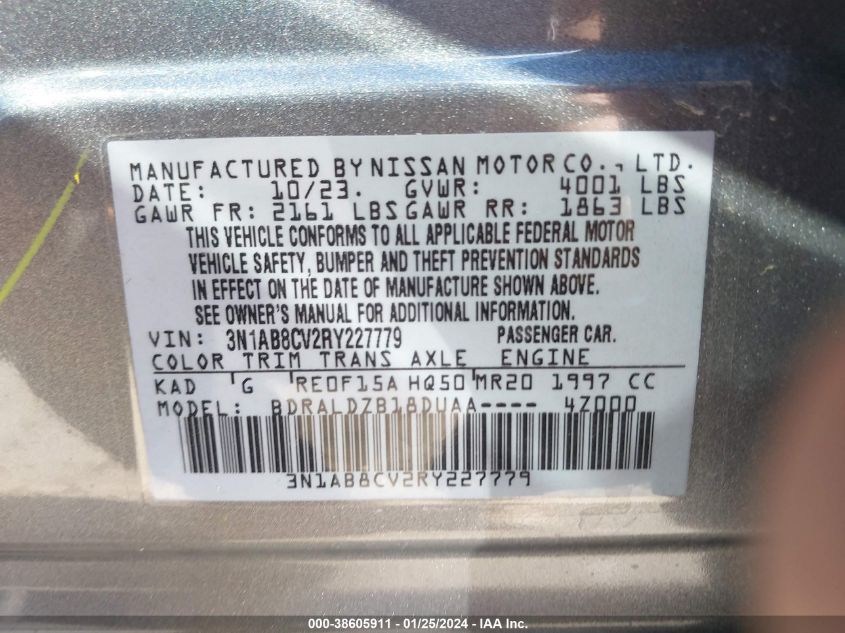 MANUFACTURED BY NISSAN MOTOR CO., LTD.
DATE: 10/23. GVWR: 4001 LBS
GAWR FR: 2161 LBS GAWR RR: 1863 LBS
THIS VEHICLE CONFORMS TO ALL APPLICABLE FEDERAL MOTOR
VEHICLE SAFETY, BUMPER AND THEFT PREVENTION STANDARDS
IN EFFECT ON THE DATE OF MANUFACTURE SHOWN ABOVE.
SEE OWNER'S MANUAL FOR ADDITIONAL INFORMATION.
VIN: 3N1AB8CV2RY227779 PASSENGER CAR.
COLOR TRIM TRANS AXLE ENGINE
KAD G RE0F15A HQ50 MR20 1997 CC
MODEL: BDRALDZB18DUAA---- 4Z000
3N1AB8CV2RY227779
000-38605911 - 01/25/2024 - IAA Inc.